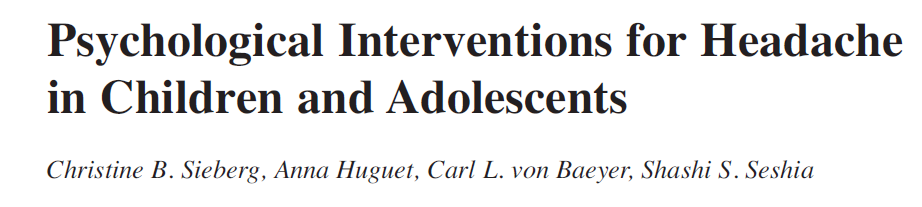 Psychological Interventions for Headache
in Children and Adolescents
Christine B. Sieberg, Anna Huguet, Carl L. von Baeyer, Shashi S. Seshia